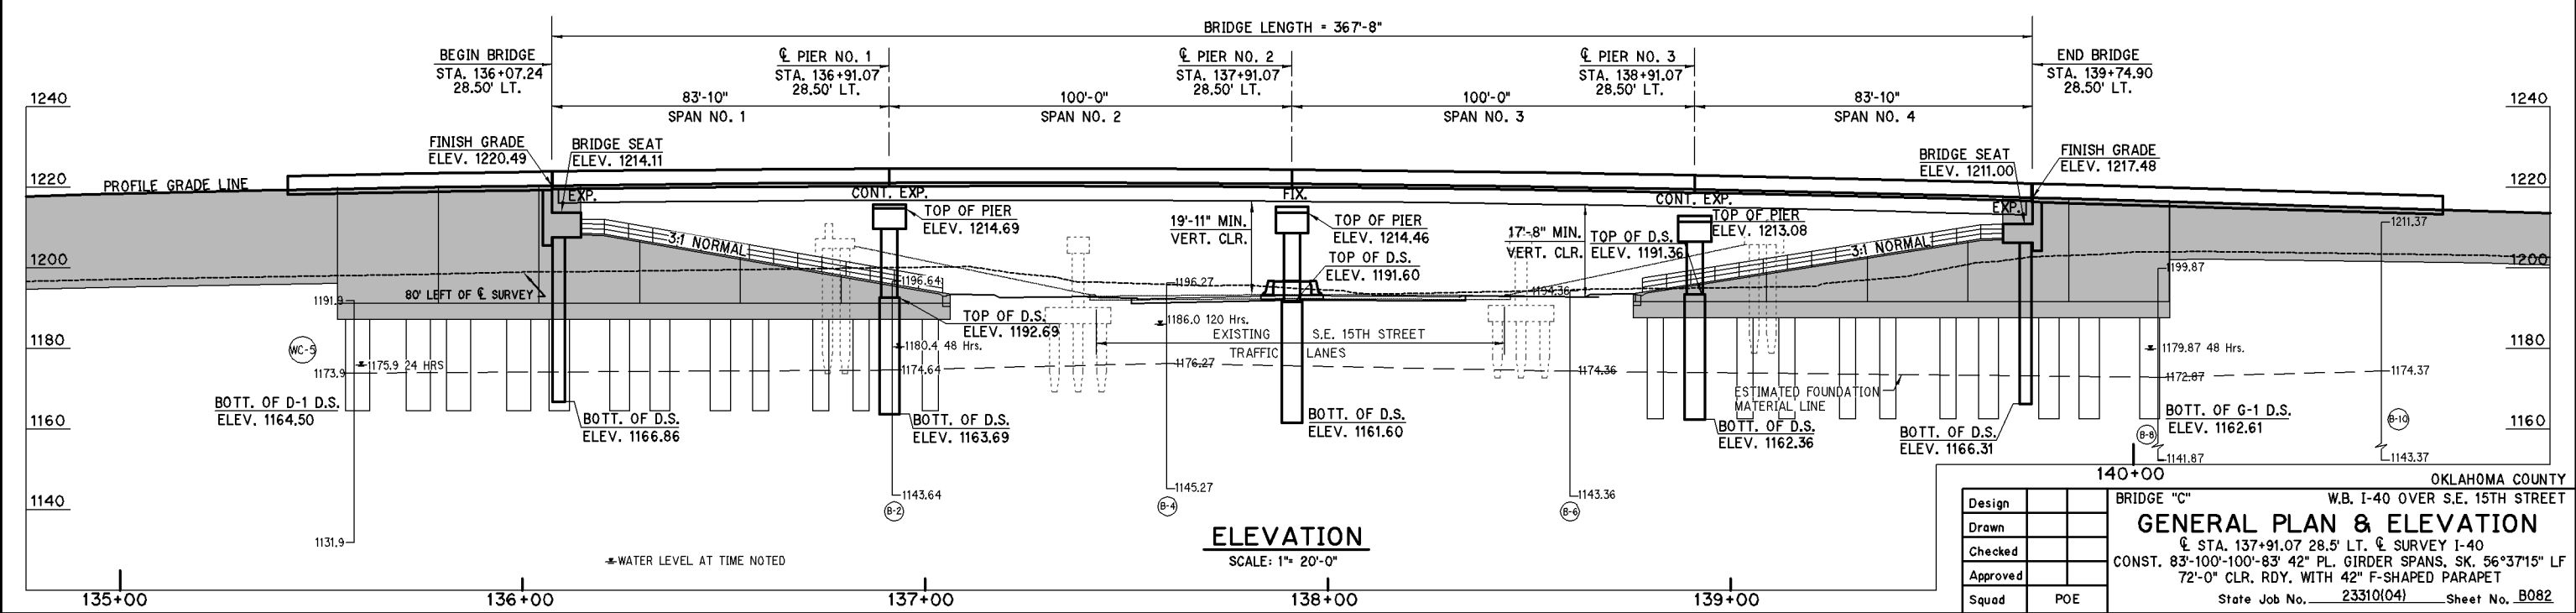 BRIDGE LENGTH = 367'-8"
BEGIN BRIDGE
STA. 136+07.24
28.50' LT.
℄ PIER NO. 1
STA. 136+91.07
28.50' LT.
℄ PIER NO. 2
STA. 137+91.07
28.50' LT.
℄ PIER NO. 3
STA. 138+91.07
28.50' LT.
END BRIDGE
STA. 139+74.90
28.50' LT.
83'-10"
SPAN NO. 1
100'-0"
SPAN NO. 2
100'-0"
SPAN NO. 3
83'-10"
SPAN NO. 4
1240
1220
1200
1180
1160
1140
1240
1220
1200
1180
1160
PROFILE GRADE LINE
FINISH GRADE
ELEV. 1220.49
BRIDGE SEAT
ELEV. 1214.11
EXP.
CONT. EXP.
FIX.
CONT. EXP.
EXP.
BRIDGE SEAT
ELEV. 1211.00
FINISH GRADE
ELEV. 1217.48
3:1 NORMAL
TOP OF PIER
ELEV. 1214.69
19'-11" MIN.
VERT. CLR.
TOP OF PIER
ELEV. 1214.46
TOP OF D.S.
ELEV. 1191.60
17'-8" MIN.
VERT. CLR.
TOP OF D.S.
ELEV. 1191.36
TOP OF PIER
ELEV. 1213.08
3:1 NORMAL
1211.37
1199.87
80' LEFT OF ℄ SURVEY
1191.9
1196.64
1196.27
1194.36
TOP OF D.S.
ELEV. 1192.69
1186.0 120 Hrs.
EXISTING S.E. 15TH STREET
TRAFFIC LANES
WC-5
1175.9 24 HRS
1173.9
1180.4 48 Hrs.
1174.64
1176.27
1174.36
1179.87 48 Hrs.
1172.87
1174.37
ESTIMATED FOUNDATION
MATERIAL LINE
BOTT. OF D-1 D.S.
ELEV. 1164.50
BOTT. OF D.S.
ELEV. 1166.86
BOTT. OF D.S.
ELEV. 1163.69
BOTT. OF D.S.
ELEV. 1161.60
BOTT. OF D.S.
ELEV. 1162.36
BOTT. OF D.S.
ELEV. 1166.31
BOTT. OF G-1 D.S.
ELEV. 1162.61
B-8
B-10
1141.87
1143.37
1131.9
1143.64
B-2
1145.27
B-4
1143.36
B-6
140+00
WATER LEVEL AT TIME NOTED
ELEVATION
SCALE: 1"= 20'-0"
135+00
136+00
137+00
138+00
139+00
OKLAHOMA COUNTY
BRIDGE "C" W.B. I-40 OVER S.E. 15TH STREET
GENERAL PLAN & ELEVATION
℄ STA. 137+91.07 28.5' LT. ℄ SURVEY I-40
CONST. 83'-100'-100'-83' 42" PL. GIRDER SPANS, SK. 56°37'15" LF
72'-0" CLR. RDY. WITH 42" F-SHAPED PARAPET
State Job No. 23310(04) Sheet No. B082
Design
Drawn
Checked
Approved
Squad POE